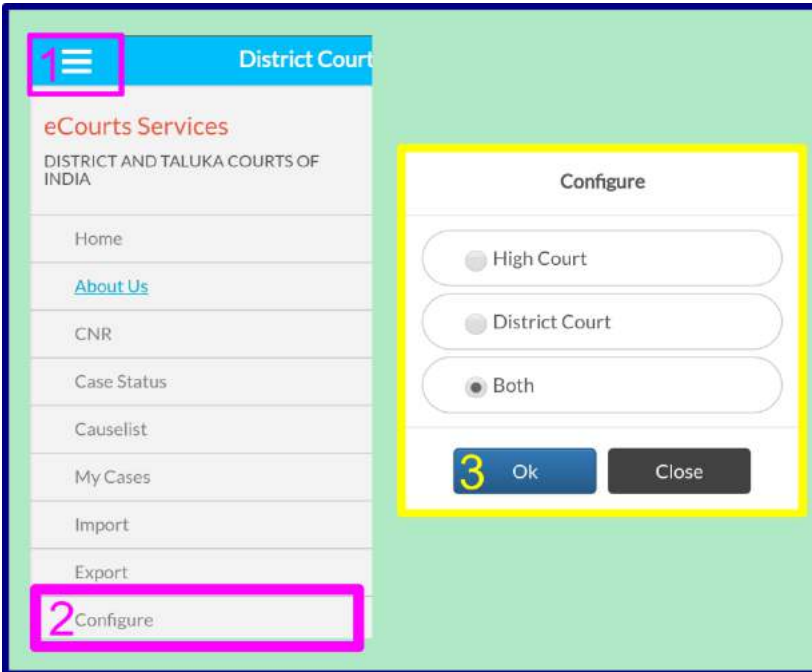 1
District Court
eCourts Services
DISTRICT AND TALUKA COURTS OF
INDIA
Home
About Us
CNR
Case Status
Causelist
My Cases
Import
Export
2 Configure
Configure
High Court
District Court
Both
3 Ok
Close